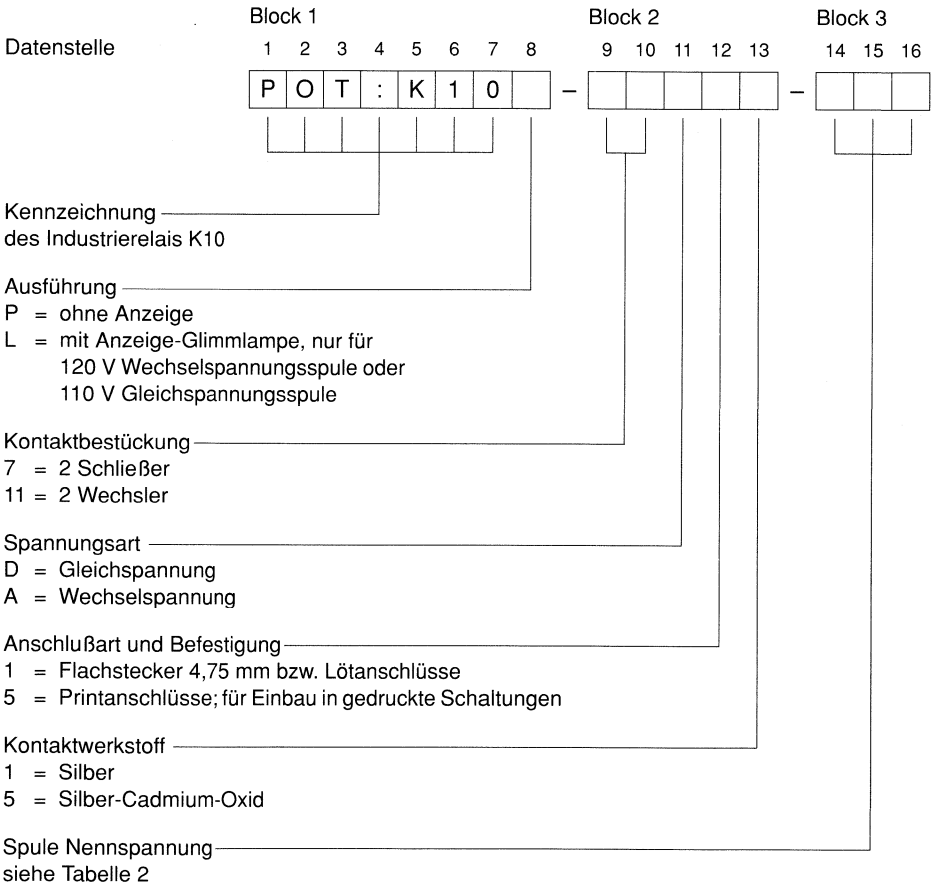 Block 1 Block 2 Block 3
Datenstelle 1 2 3 4 5 6 7 8 9 10 11 12 13 14 15 16
P O T : K 1 0 – –
Kennzeichnung
des Industrierelais K10
Ausführung
P = ohne Anzeige
L = mit Anzeige-Glimmlampe, nur für
120 V Wechselspannungsspule oder
110 V Gleichspannungsspule
Kontaktbestückung
7 = 2 Schließer
11 = 2 Wechsler
Spannungsart
D = Gleichspannung
A = Wechselspannung
Anschlußart und Befestigung
1 = Flachstecker 4,75 mm bzw. Lötanschlüsse
5 = Printanschlüsse; für Einbau in gedruckte Schaltungen
Kontaktwerkstoff
1 = Silber
5 = Silber-Cadmium-Oxid
Spule Nennspannung
siehe Tabelle 2